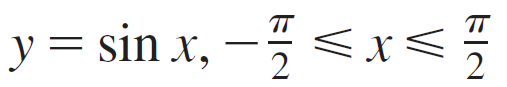 y = sin x, −π/2 ⩽ x ⩽ π/2